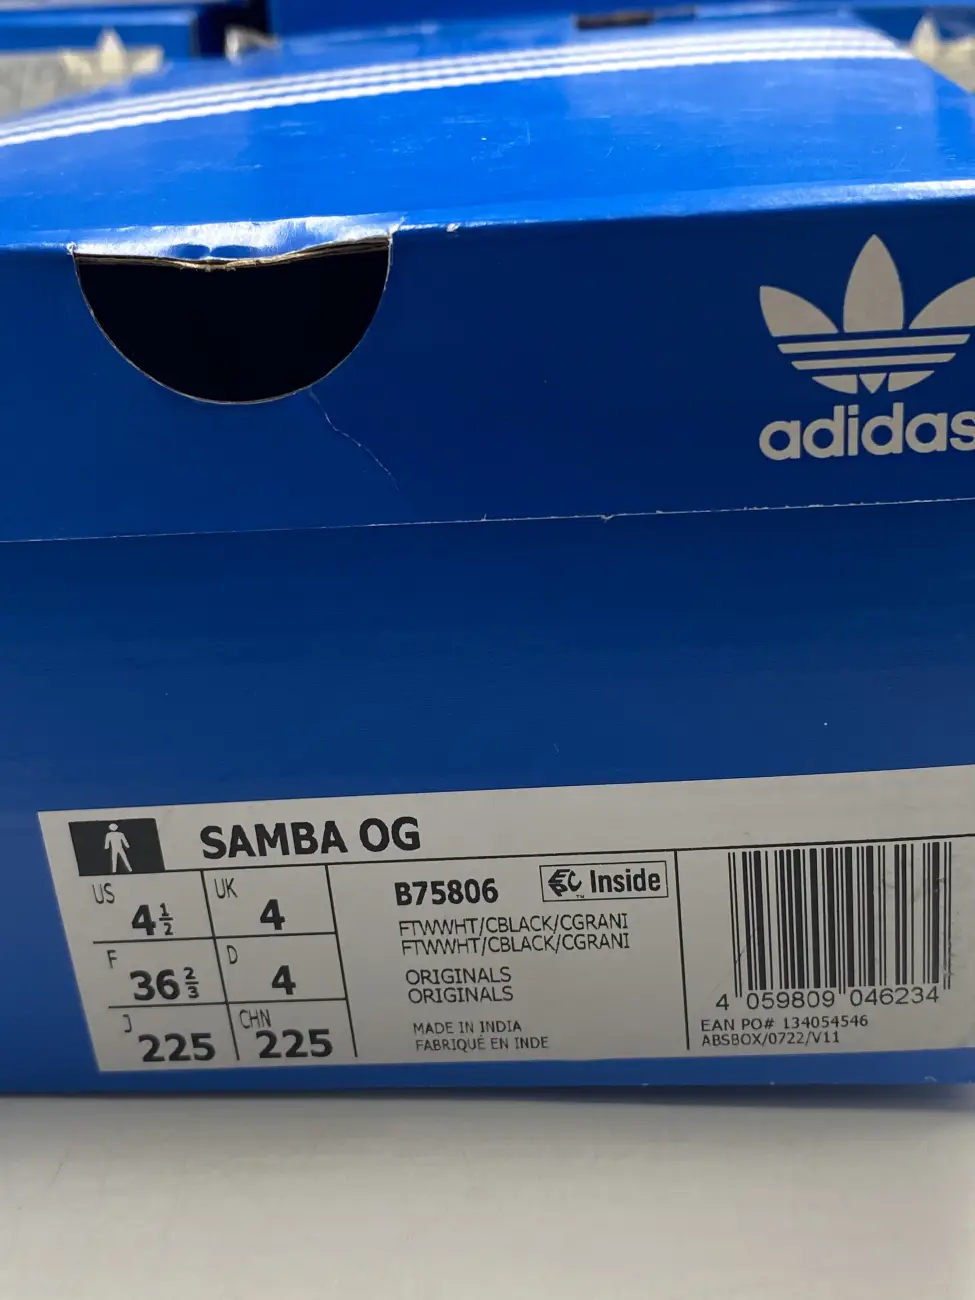 adidas
SAMBA OG
US 4½
UK 4
F 36⅔
D 4
J 225
CHN 225
B75806
Inside
™
FTWWHT/CBLACK/CGRANI
FTWWHT/CBLACK/CGRANI
ORIGINALS
ORIGINALS
MADE IN INDIA
FABRIQUÉ EN INDE
4 059809 046234
EAN PO# 134054546
ABSBOX/0722/V11